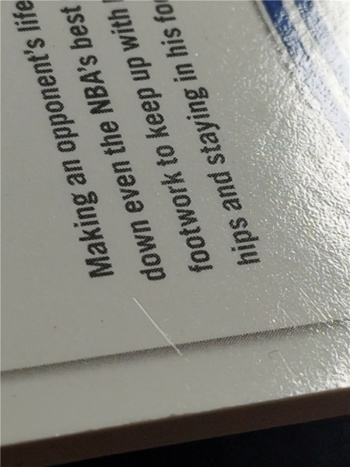 Making an opponent's life
down even the NBA's best
footwork to keep up with
hips and staying in his